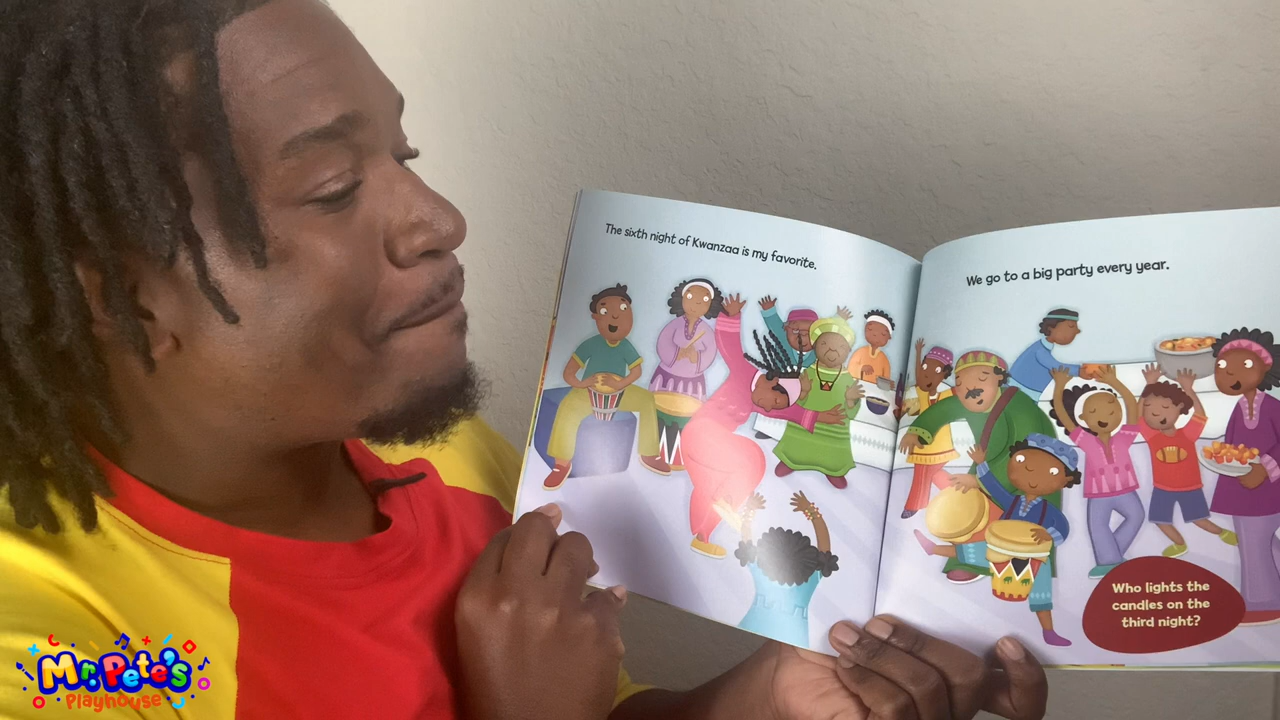 The sixth night of Kwanzaa is my favorite.
We go to a big party every year.
Who lights the
candles on the
third night?
Mr. Pete's
Playhouse